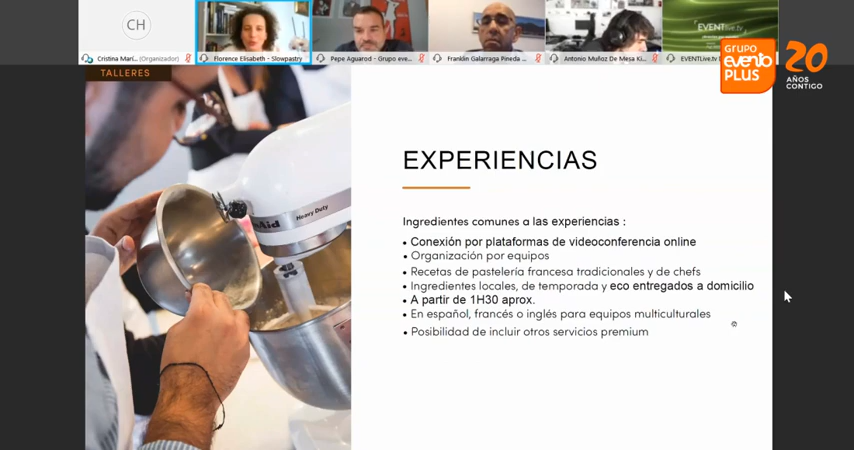 CH
Cristina Marí... (Organizador)
Florence Elisabeth - Slowpastry
Pepe Aguarod - Grupo eve...
Franklin Galarraga Pineda ...
Antonio Muñoz De Mesa Ki...
EVENTLive.tv
EVENTlive.tv
GRUPO
evento
PLUS
20
AÑOS
CONTIGO
TALLERES
Heavy Duty
EXPERIENCIAS
Ingredientes comunes a las experiencias :
• Conexión por plataformas de videoconferencia online
• Organización por equipos
• Recetas de pastelería francesa tradicionales y de chefs
• Ingredientes locales, de temporada y eco entregados a domicilio
• A partir de 1H30 aprox.
• En español, francés o inglés para equipos multiculturales
• Posibilidad de incluir otros servicios premium